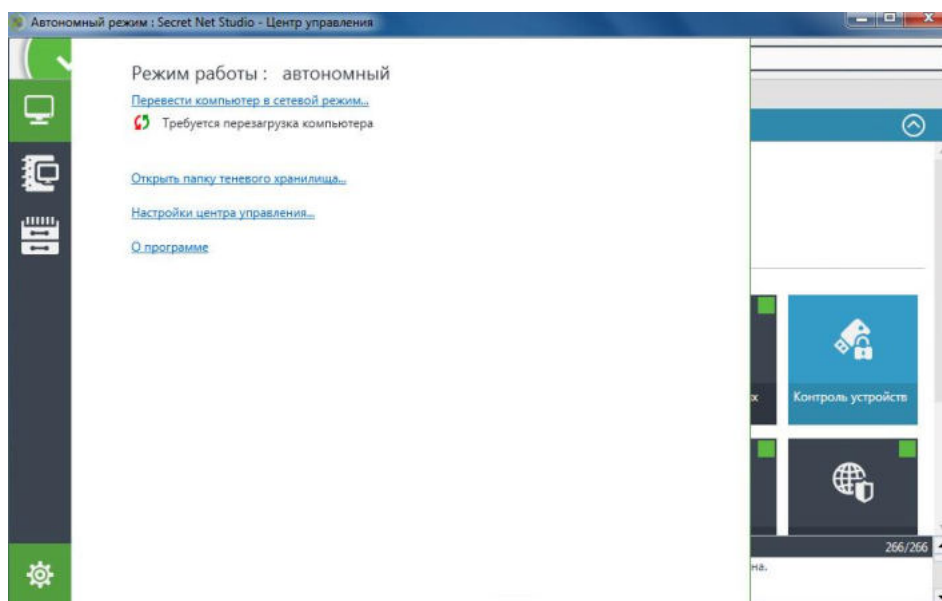 Автономный режим : Secret Net Studio - Центр управления
Режим работы : автономный
Перевести компьютер в сетевой режим...
Требуется перезагрузка компьютера
Открыть папку теневого хранилища...
Настройки центра управления...
О программе
х
Контроль устройств
266/266
на.